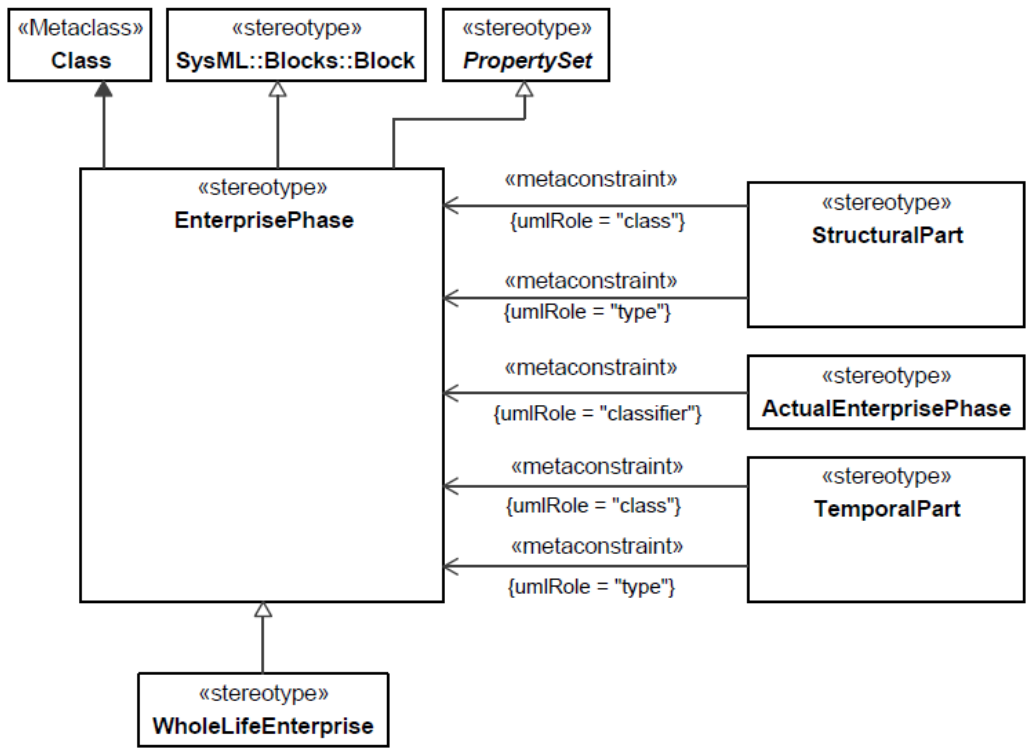 «Metaclass»
Class
«stereotype»
SysML::Blocks::Block
«stereotype»
PropertySet
«stereotype»
EnterprisePhase
«metaconstraint»
{umlRole = "class"}
«metaconstraint»
{umlRole = "type"}
«stereotype»
StructuralPart
«metaconstraint»
{umlRole = "classifier"}
«stereotype»
ActualEnterprisePhase
«metaconstraint»
{umlRole = "class"}
«metaconstraint»
{umlRole = "type"}
«stereotype»
TemporalPart
«stereotype»
WholeLifeEnterprise